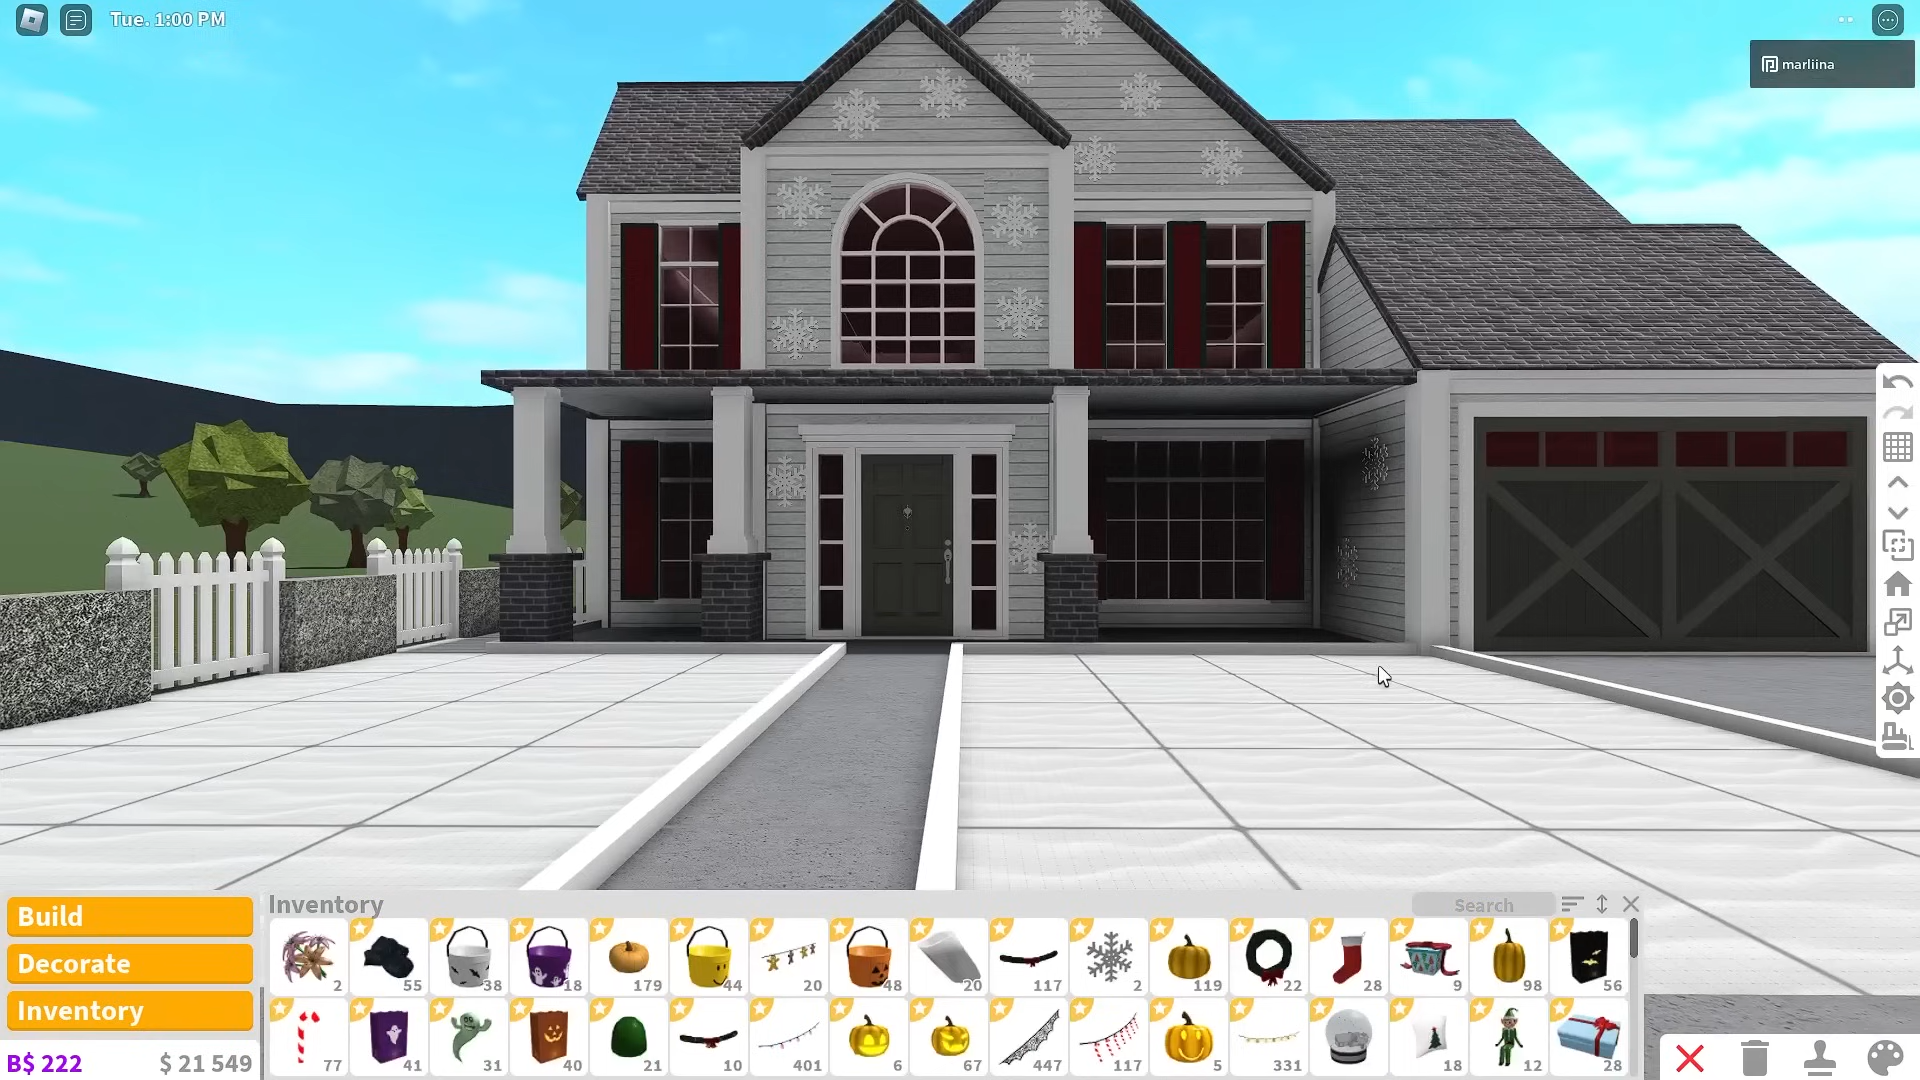 Tue. 1:00 PM
marliina
Build
Decorate
Inventory
B$ 222
$ 21 549
Inventory
Search
2 55 38 18 179 44 20 48 20 117 2 119 22 28 9 98 56
77 41 31 40 21 10 401 6 67 447 117 5 331 18 12 28